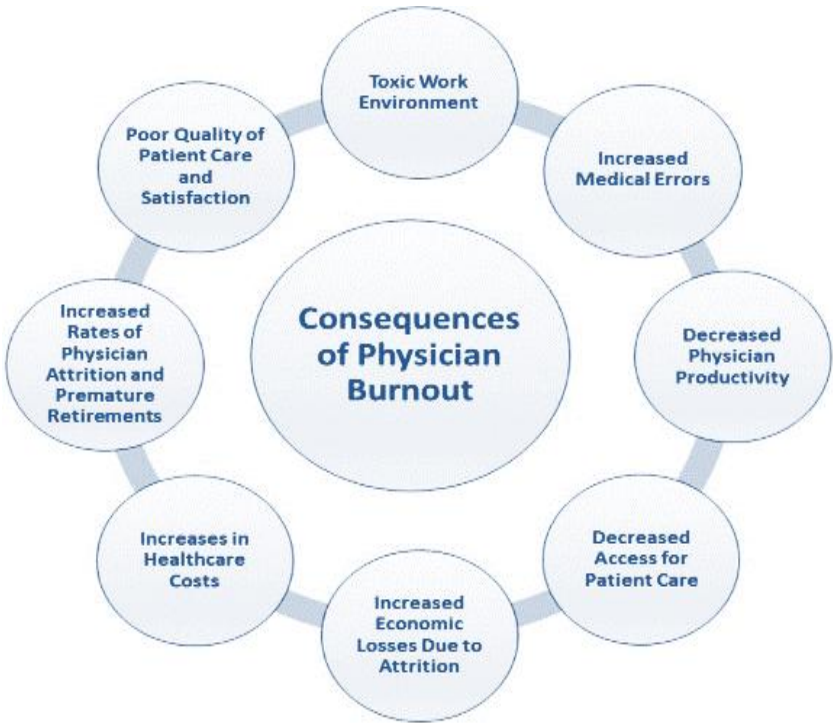 Toxic Work
Environment
Increased
Medical Errors
Decreased
Physician
Productivity
Decreased
Access for
Patient Care
Increased
Economic
Losses Due to
Attrition
Increases in
Healthcare
Costs
Increased
Rates of
Physician
Attrition and
Premature
Retirements
Poor Quality of
Patient Care
and
Satisfaction
Consequences
of Physician
Burnout